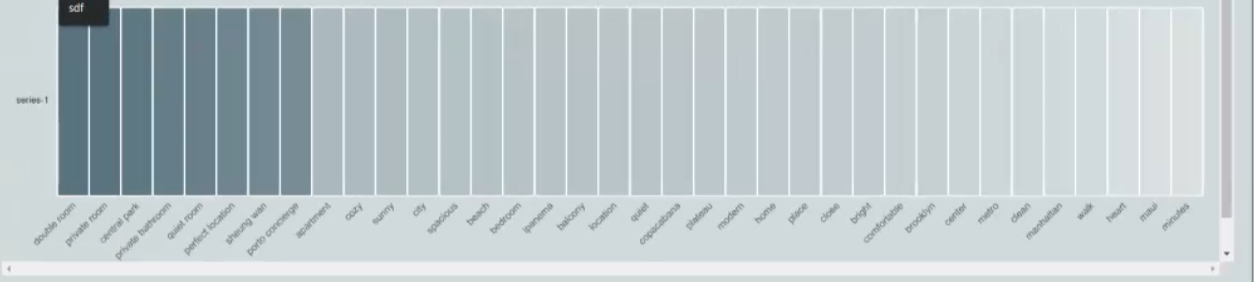 sdf
series-1
double room
private room
central park
private bathroom
quiet room
perfect location
sheung wan
porto concierge
apartment
cozy
sunny
city
spacious
beach
bedroom
ipanema
balcony
location
quiet
copacabana
plateau
modern
home
place
close
bright
comfortable
brooklyn
center
metro
clean
manhattan
walk
heart
maui
minutes